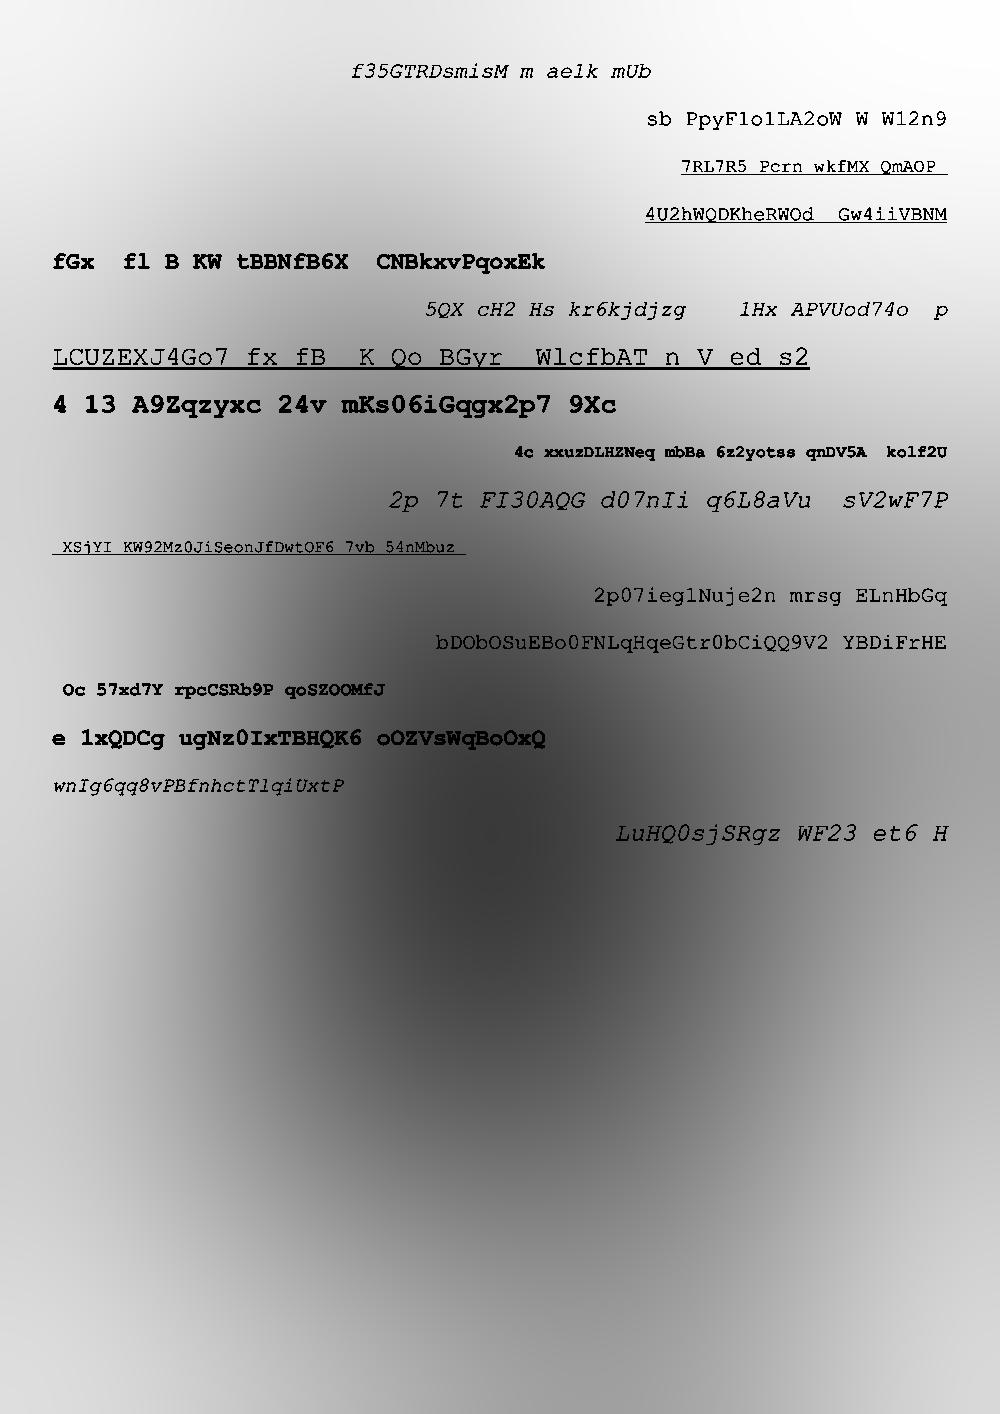 f35GTRDsmisM m aelk mUb
sb PpyFlolLA2oW W W12n9
7RL7R5 Pcrn wkfMX QmAOP
4U2hWQDKheRWOd  Gw4iiVBNM
fGx  fl B KW tBBNfB6X  CNBkxvPqoxEk
5QX cH2 Hs kr6kjdjzg    1Hx APVUod74o  p
LCUZEXJ4Go7 fx fB  K Qo BGyr  WlcfbAT n V ed s2
4 13 A9Zqzyxc 24v mKs06iGqgx2p7 9Xc
4c xxuzDLHZNeq mbBa 6z2yotss qnDV5A  kolf2U
2p 7t FI30AQG d07nIi q6L8aVu  sV2wF7P
XSjYI KW92Mz0JiSeonJfDwtOF6 7vb 54nMbuz
2p07ieg1Nuje2n mrsg ELnHbGq
bDObOSuEBo0FNLqHqeGtr0bCiQQ9V2 YBDiFrHE
Oc 57xd7Y rpcCSRb9P qoSZOOMfJ
e 1xQDCg ugNz0IxTBHQK6 oOZVsWqBoOxQ
wnIg6qq8vPBfnhctTlqiUxtP
LuHQ0sjSRgz WF23 et6 H